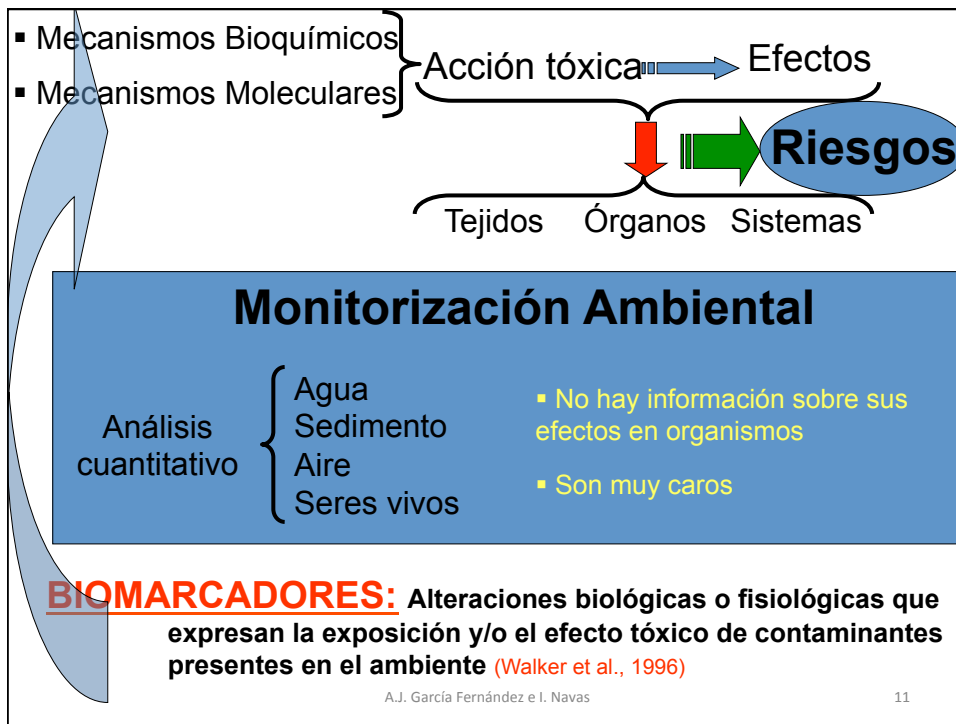 ▪ Mecanismos Bioquímicos
▪ Mecanismos Moleculares
Acción tóxica
Efectos
Riesgos
Tejidos Órganos Sistemas
Monitorización Ambiental
Análisis
cuantitativo
Agua
Sedimento
Aire
Seres vivos
▪ No hay información sobre sus
efectos en organismos
▪ Son muy caros
BIOMARCADORES: Alteraciones biológicas o fisiológicas que
expresan la exposición y/o el efecto tóxico de contaminantes
presentes en el ambiente (Walker et al., 1996)
A.J. García Fernández e I. Navas
11